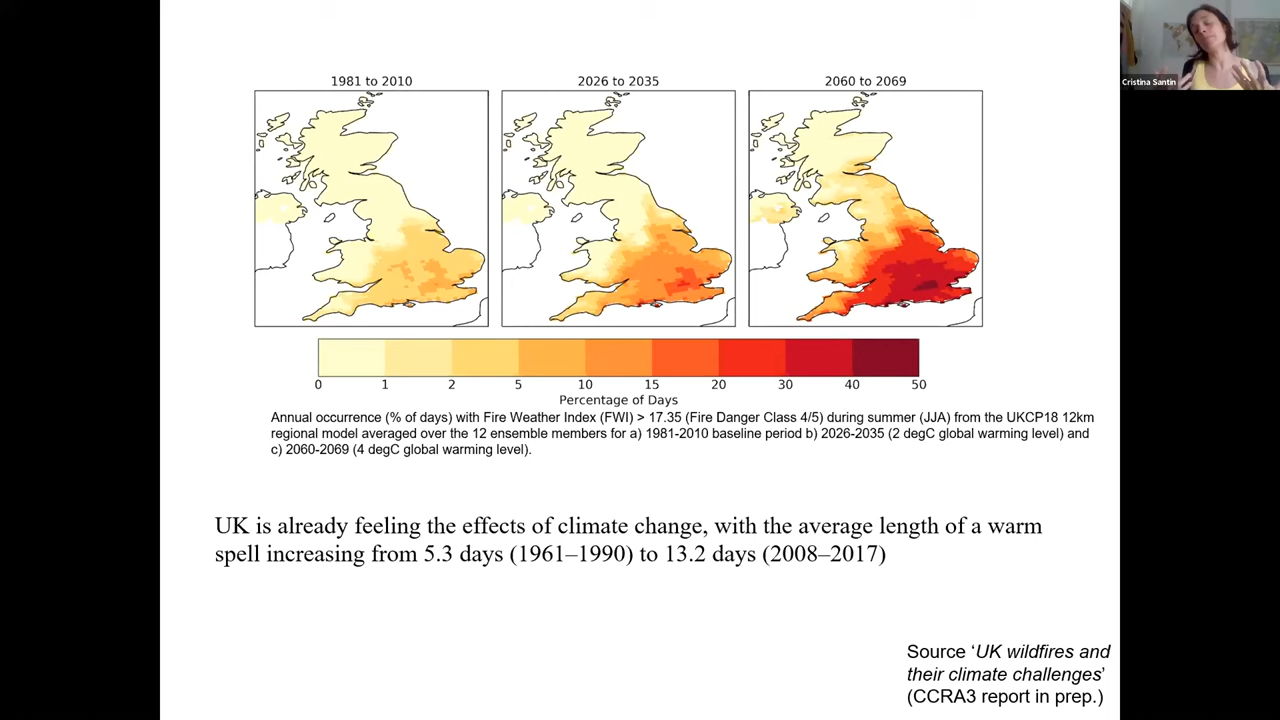 Cristina Santin
1981 to 2010
2026 to 2035
2060 to 2069
0 1 2 5 10 15 20 30 40 50
Percentage of Days
Annual occurrence (% of days) with Fire Weather Index (FWI) > 17.35 (Fire Danger Class 4/5) during summer (JJA) from the UKCP18 12km
regional model averaged over the 12 ensemble members for a) 1981-2010 baseline period b) 2026-2035 (2 degC global warming level) and
c) 2060-2069 (4 degC global warming level).
UK is already feeling the effects of climate change, with the average length of a warm
spell increasing from 5.3 days (1961–1990) to 13.2 days (2008–2017)
Source ‘UK wildfires and
their climate challenges’
(CCRA3 report in prep.)